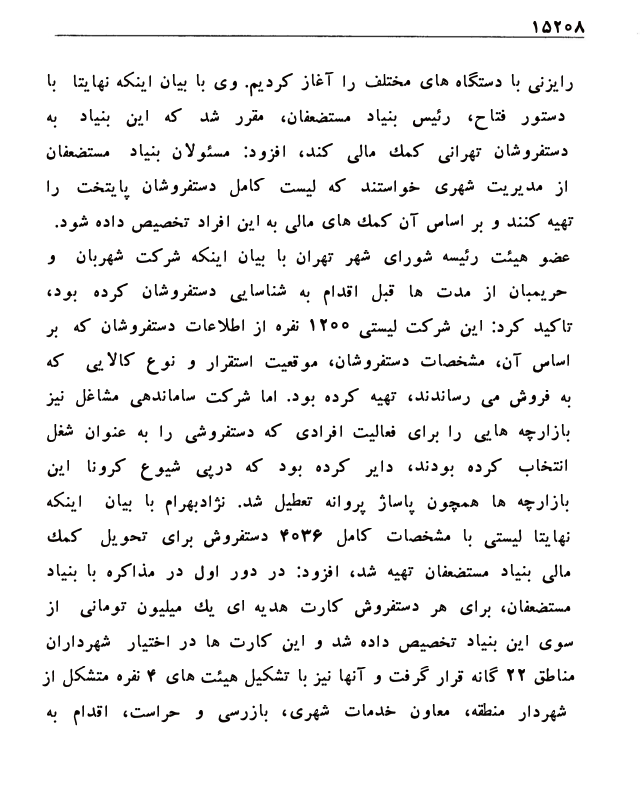 ۱۵۲۰۸
رایزنی با دستگاه های مختلف را آغاز کردیم. وی با بیان اینکه نهایتا با
دستور فتاح، رئیس بنیاد مستضعفان، مقرر شد که این بنیاد به
دستفروشان تهرانی کمك مالی کند، افزود: مسئولان بنیاد مستضعفان
از مدیریت شهری خواستند که لیست کامل دستفروشان پایتخت را
تهیه کنند و بر اساس آن کمك های مالی به این افراد تخصیص داده شود.
عضو هیئت رئیسه شورای شهر تهران با بیان اینکه شرکت شهربان و
حریمبان از مدت ها قبل اقدام به شناسایی دستفروشان کرده بود،
تاکید کرد: این شرکت لیستی ۱۲۰۰ نفره از اطلاعات دستفروشان که بر
اساس آن، مشخصات دستفروشان، موقعیت استقرار و نوع کالایی که
به فروش می رساندند، تهیه کرده بود. اما شرکت ساماندهی مشاغل نیز
بازارچه هایی را برای فعالیت افرادی که دستفروشی را به عنوان شغل
انتخاب کرده بودند، دایر کرده بود که درپی شیوع کرونا این
بازارچه ها همچون پاساژ پروانه تعطیل شد. نژادبهرام با بیان اینکه
نهایتا لیستی با مشخصات کامل ۴۰۳۶ دستفروش برای تحویل کمك
مالی بنیاد مستضعفان تهیه شد، افزود: در دور اول در مذاکره با بنیاد
مستضعفان، برای هر دستفروش کارت هدیه ای یك میلیون تومانی از
سوی این بنیاد تخصیص داده شد و این کارت ها در اختیار شهرداران
مناطق ۲۲ گانه قرار گرفت و آنها نیز با تشکیل هیئت های ۴ نفره متشکل از
شهردار منطقه، معاون خدمات شهری، بازرسی و حراست، اقدام به